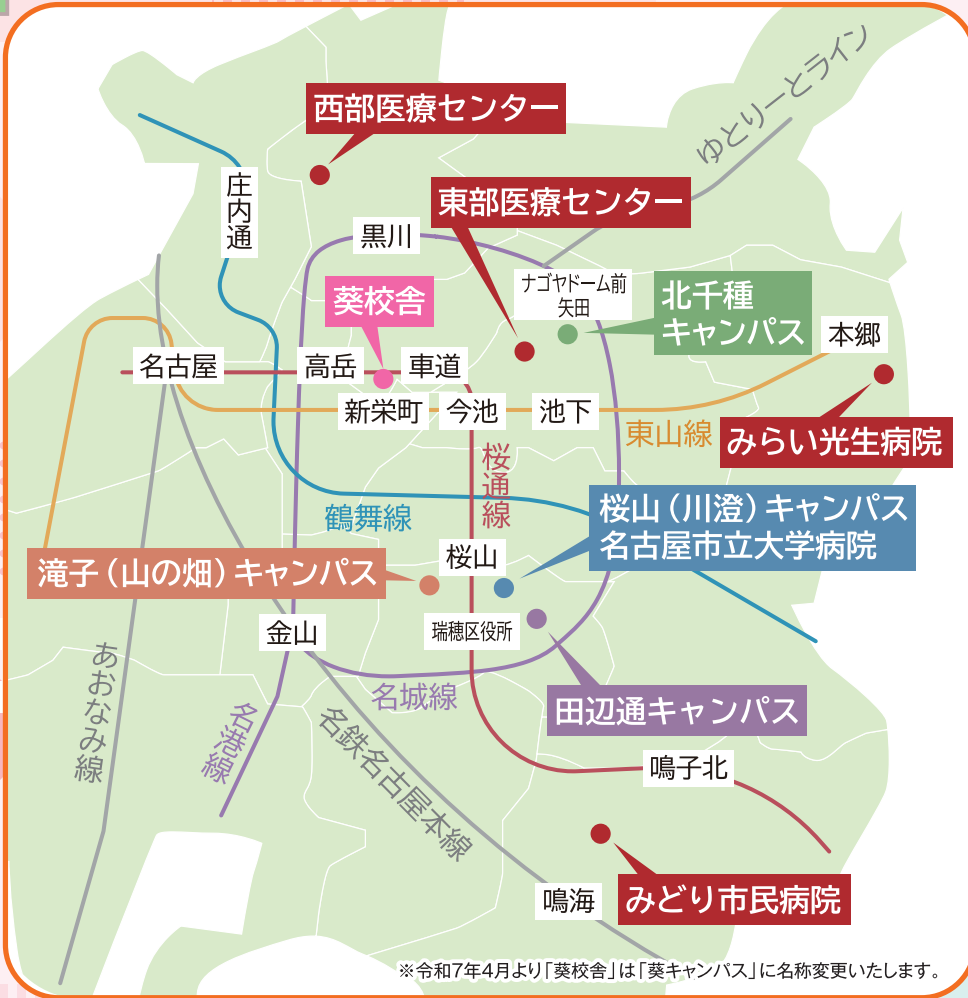 ゆとりーとライン
西部医療センター
庄内通
東部医療センター
黒川
ナゴヤドーム前
矢田
葵校舎
北千種
キャンパス
本郷
名古屋
高岳
車道
新栄町
今池
池下
東山線
みらい光生病院
桜通線
鶴舞線
桜山（川澄）キャンパス
名古屋市立大学病院
桜山
滝子（山の畑）キャンパス
金山
瑞穂区役所
あおなみ線
名城線
名港線
田辺通キャンパス
名鉄名古屋本線
鳴子北
鳴海
みどり市民病院
※令和7年4月より「葵校舎」は「葵キャンパス」に名称変更いたします。